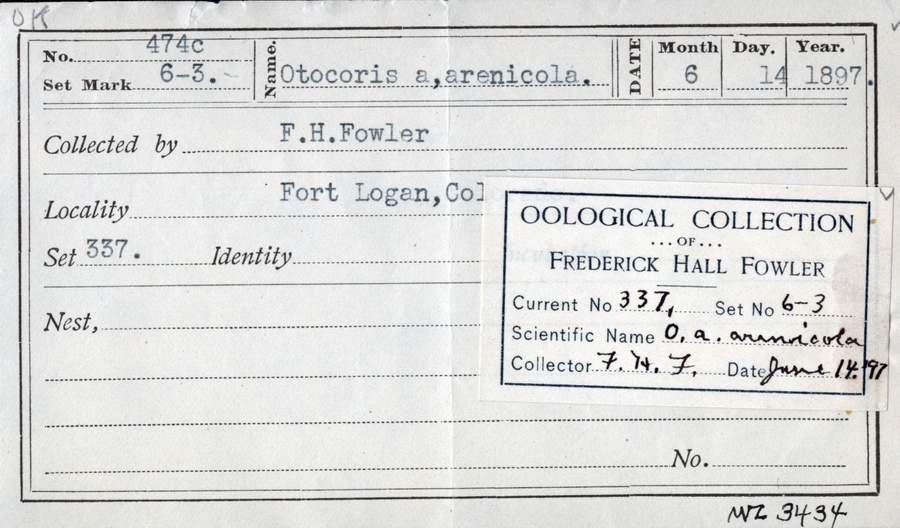 OK
No. 474c Name. Otocoris a,arenicola. DATE Month 6 Day. 14 Year. 1897.
Set Mark 6-3.-
Collected by F.H.Fowler
Locality Fort Logan,Col
Set 337. Identity
Nest,
No.
OOLOGICAL COLLECTION
...OF...
FREDERICK HALL FOWLER
Current No 337, Set No 6-3
Scientific Name O. a. arenicola
Collector F. H. F. Date June 14. '97
WZ 3434